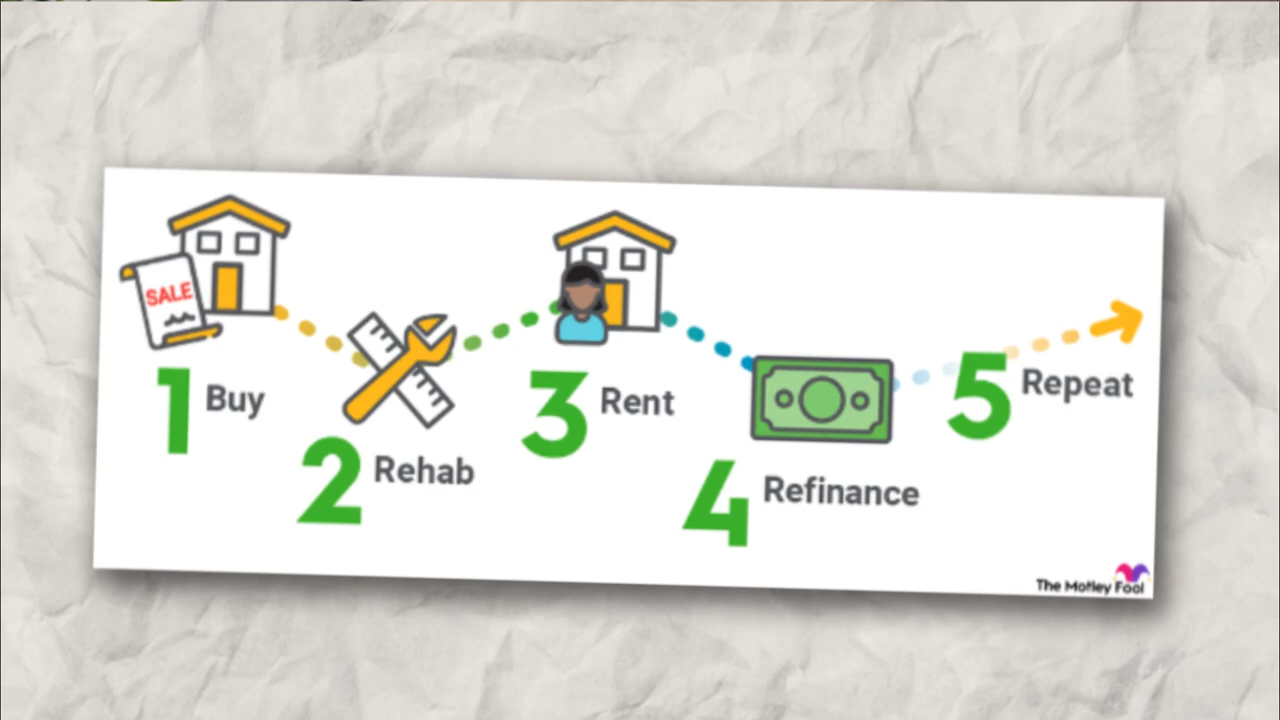 SALE
1 Buy
2 Rehab
3 Rent
4 Refinance
5 Repeat
The Motley Fool